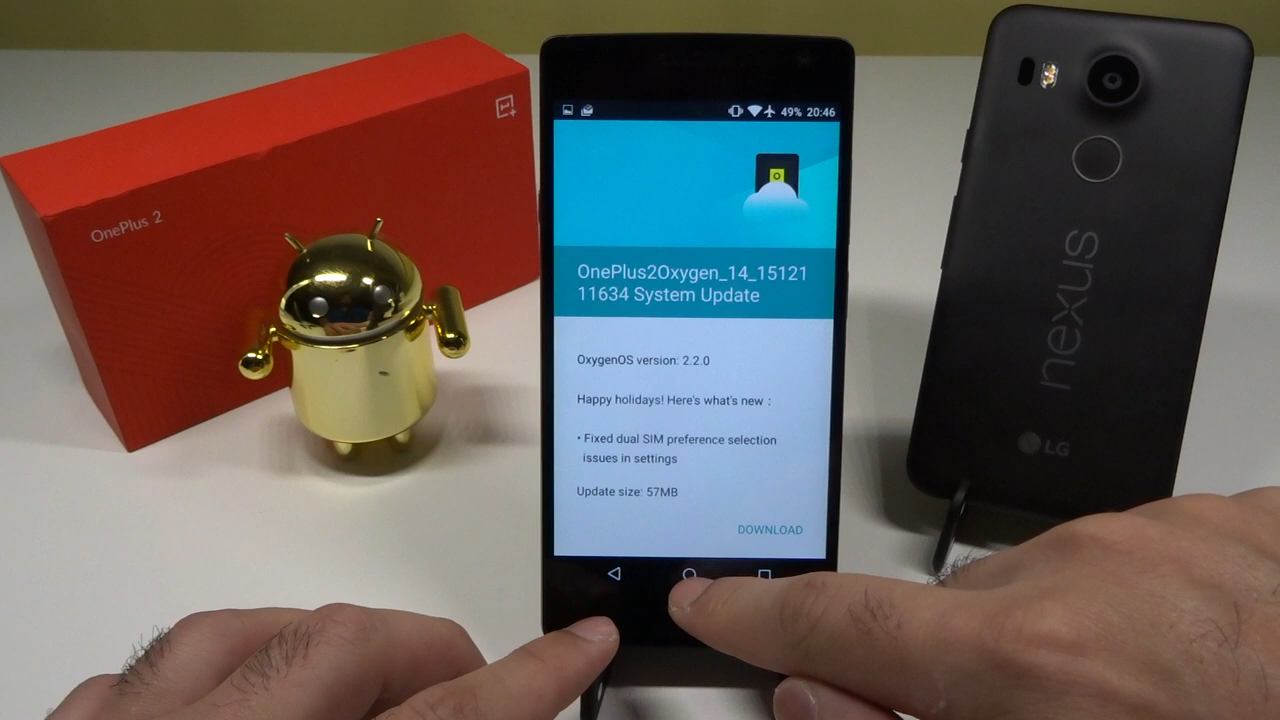 OnePlus 2
49% 20:46
OnePlus2Oxygen_14_15121
11634 System Update
OxygenOS version: 2.2.0
Happy holidays! Here's what's new :
• Fixed dual SIM preference selection
issues in settings
Update size: 57MB
DOWNLOAD
nexus
LG